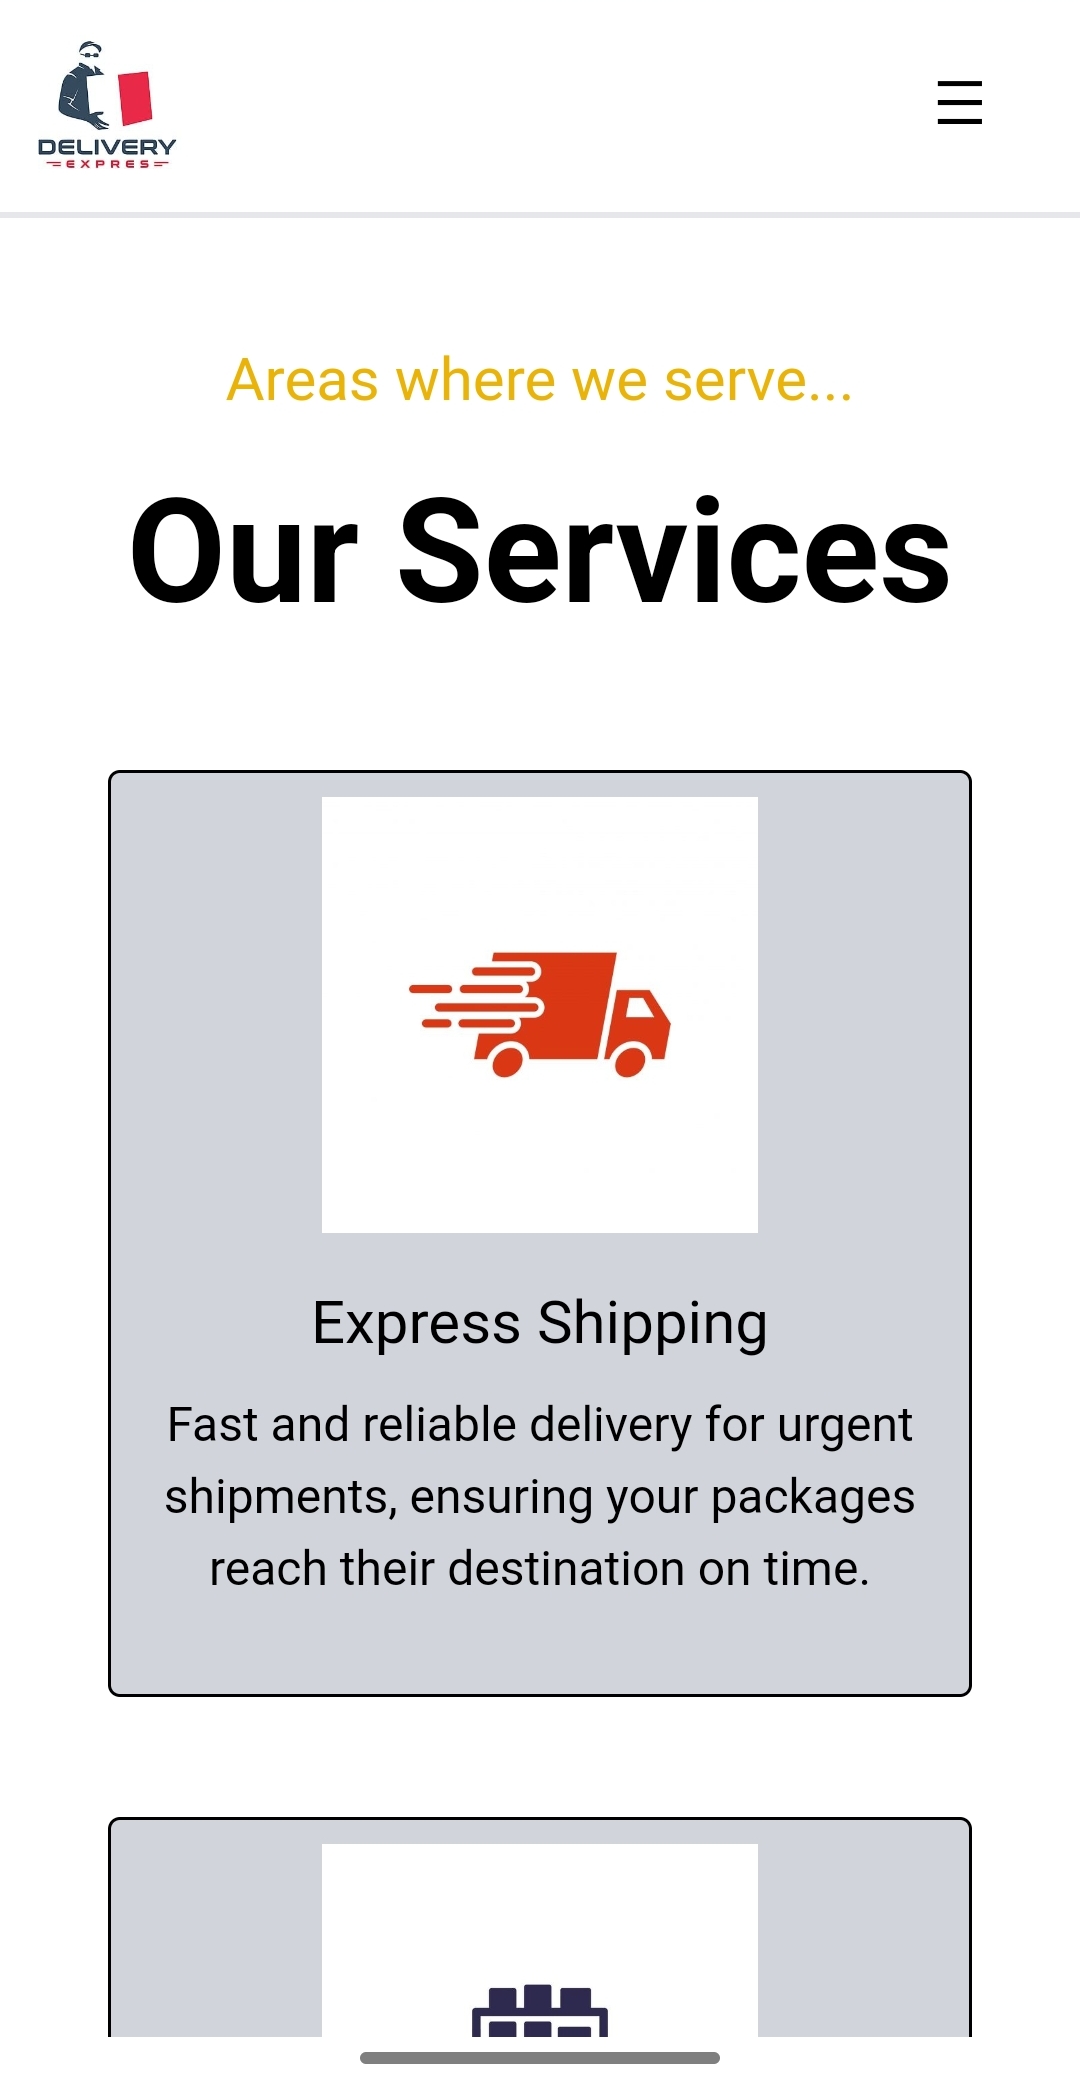 DELIVERY
EXPRES
Areas where we serve...
Our Services
Express Shipping
Fast and reliable delivery for urgent
shipments, ensuring your packages
reach their destination on time.